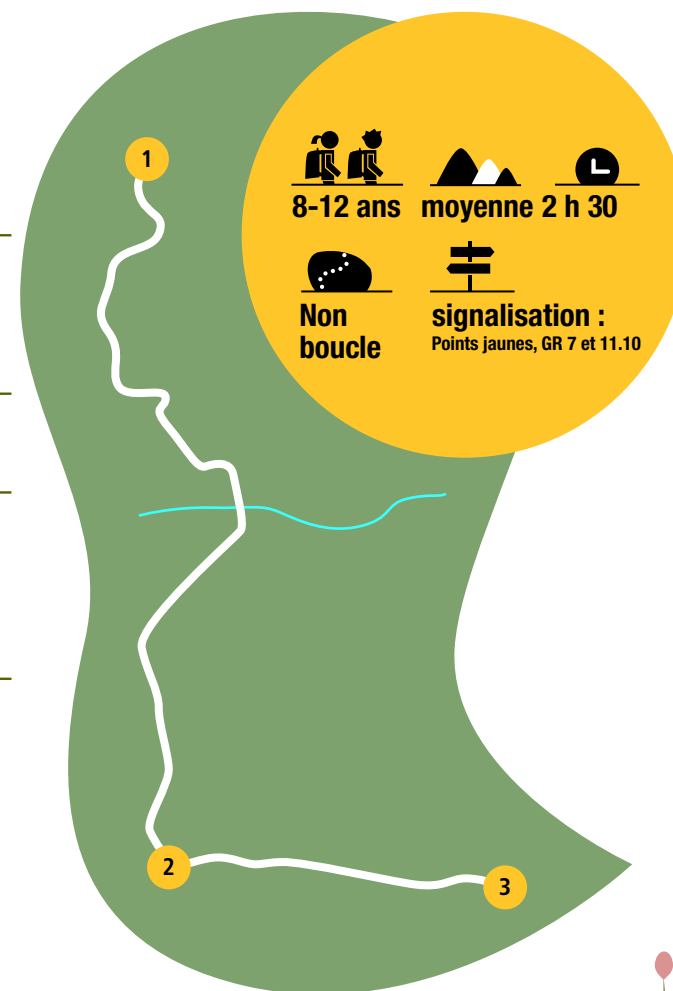 1
8-12 ans moyenne 2 h 30
Non
boucle
signalisation :
Points jaunes, GR 7 et 11.10
2
3